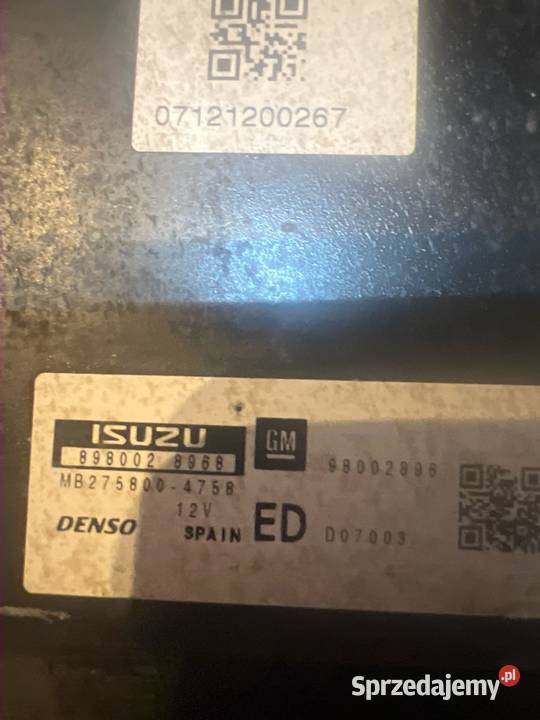 07121200267
ISUZU
898002 8968
GM
98002896
MB275800-4758
12V
DENSO
SPAIN
ED
D07003
Sprzedajemy.pl